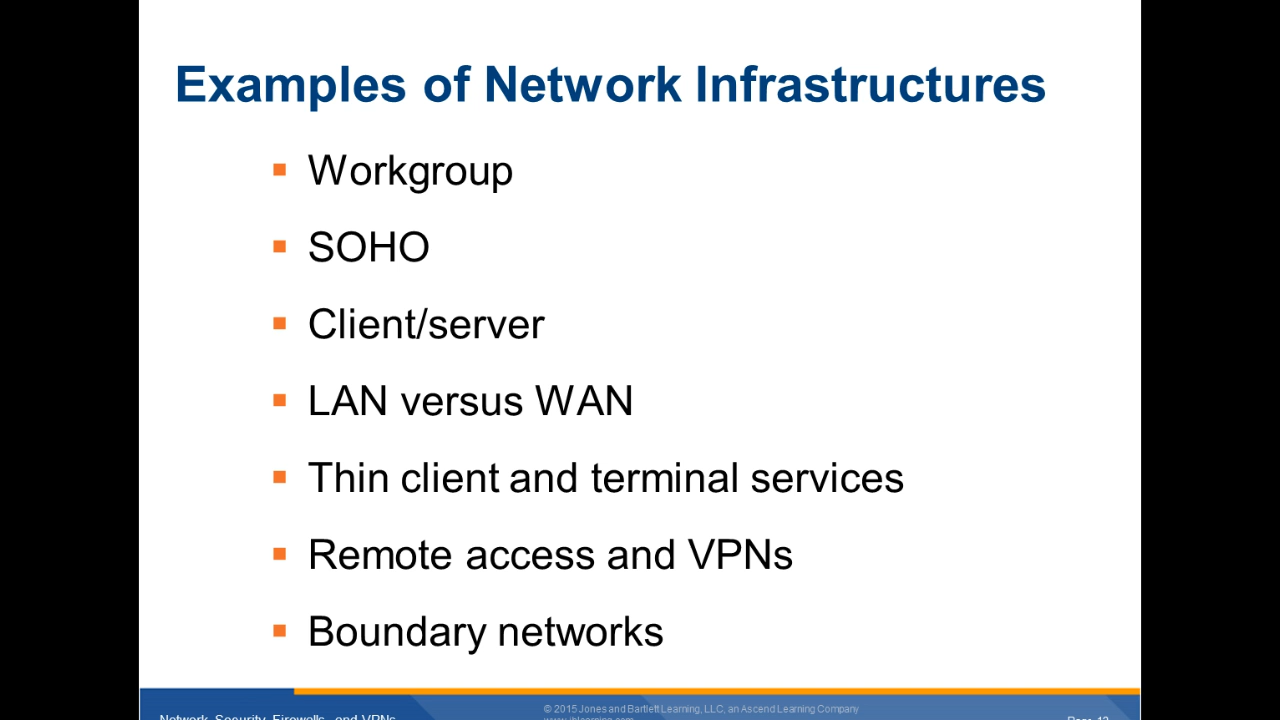 Examples of Network Infrastructures
Workgroup
SOHO
Client/server
LAN versus WAN
Thin client and terminal services
Remote access and VPNs
Boundary networks
© 2015 Jones and Bartlett Learning, LLC, an Ascend Learning Company
www.jblearning.com
Network Security, Firewalls, and VPNs
Page 12